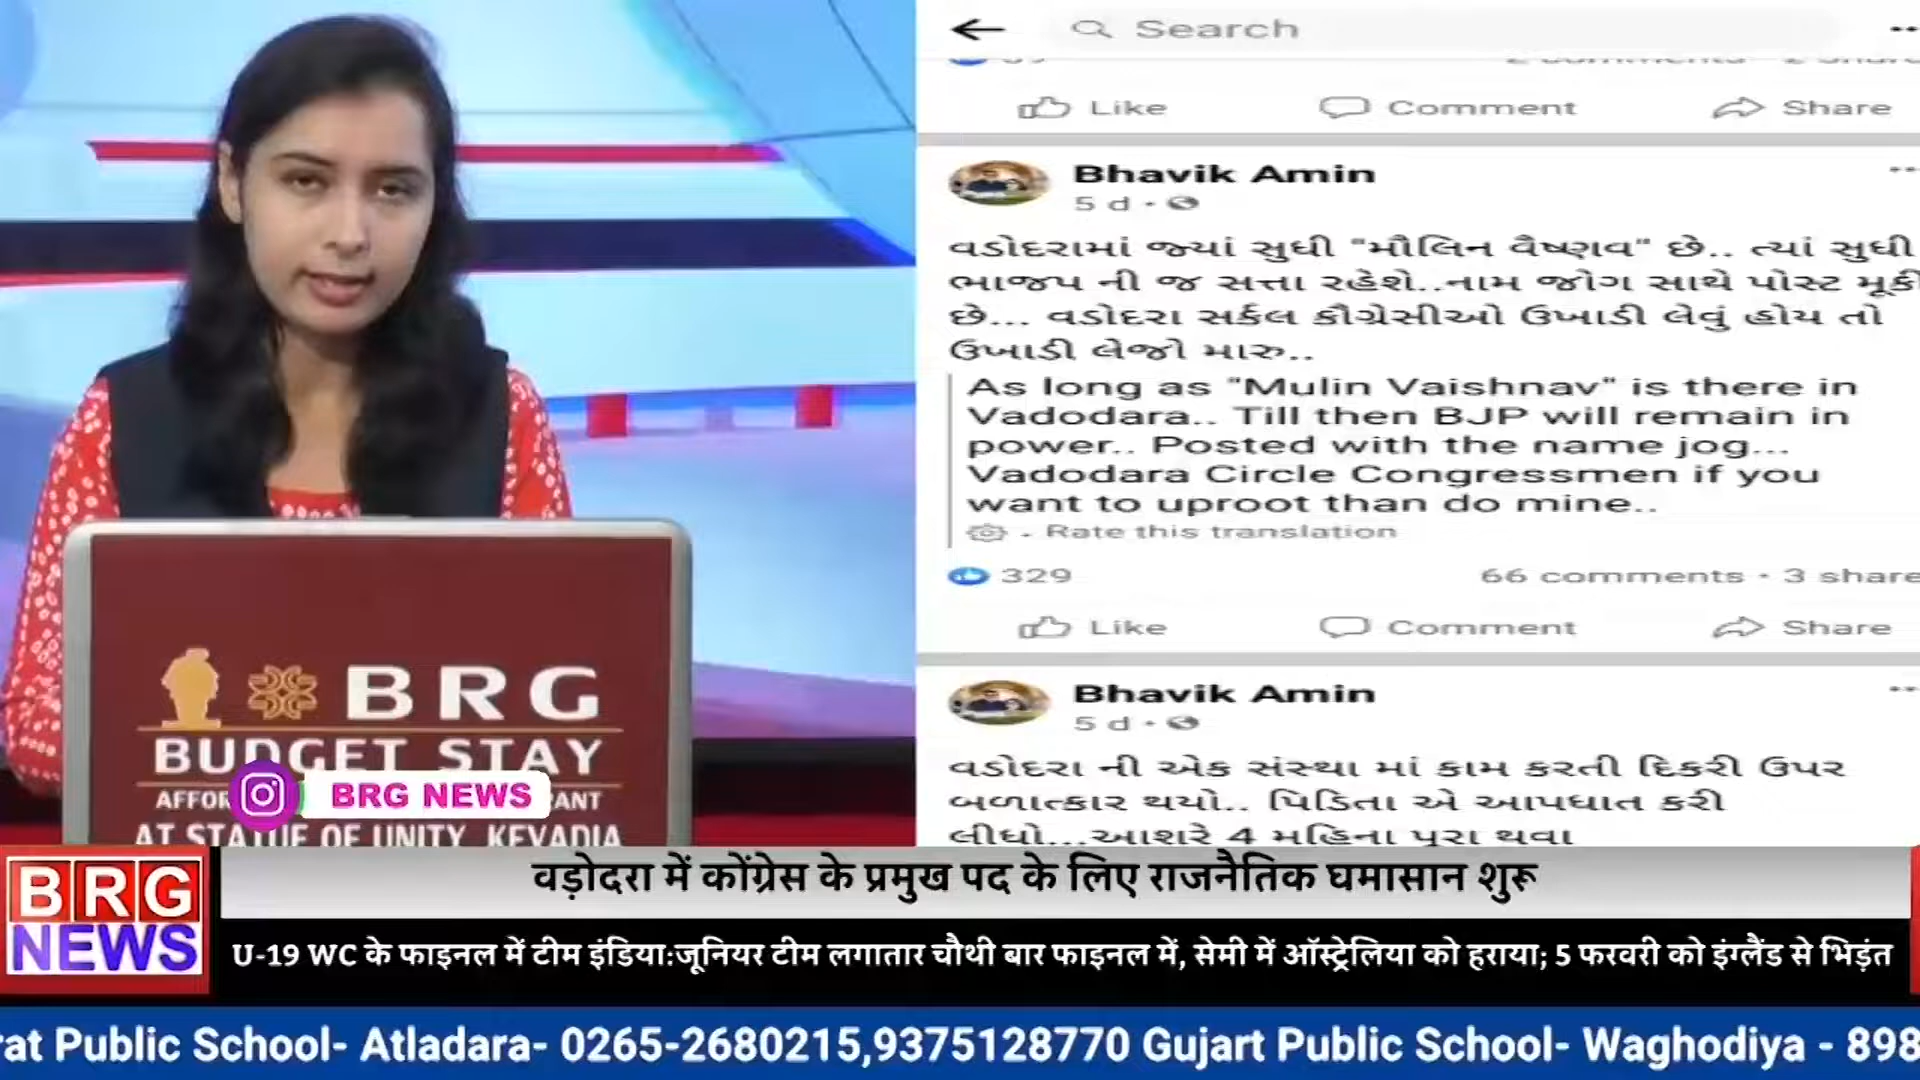 Search
Like Comment Share
Bhavik Amin
5 d
વડોદરામાં જ્યાં સુધી "મૌલિન વૈષ્ણવ" છે.. ત્યાં સુધી
ભાજપ ની જ સત્તા રહેશે..નામ જોગ સાથે પોસ્ટ મૂકી
છે... વડોદરા સર્કલ કૌગ્રેસીઓ ઉખાડી લેવું હોય તો
ઉખાડી લેજો મારુ..
As long as "Mulin Vaishnav" is there in
Vadodara.. Till then BJP will remain in
power.. Posted with the name jog...
Vadodara Circle Congressmen if you
want to uproot than do mine..
Rate this translation
329 66 comments • 3 share
Like Comment Share
Bhavik Amin
5 d
વડોદરા ની એક સંસ્થા માં કામ કરતી દિકરી ઉપર
બળાત્કાર થયો.. પિડિતા એ આપઘાત કરી
લીધો...આશરે 4 મહિના પૂરા થવા
BRG
BUDGET STAY
AT STATUE OF UNITY, KEVADIA
BRG NEWS
BRG
NEWS
वड़ोदरा में कोंग्रेस के प्रमुख पद के लिए राजनैतिक घमासान शुरू
U-19 WC के फाइनल में टीम इंडिया:जूनियर टीम लगातार चौथी बार फाइनल में, सेमी में ऑस्ट्रेलिया को हराया; 5 फरवरी को इंग्लैंड से भिड़ंत
rat Public School- Atladara- 0265-2680215,9375128770 Gujart Public School- Waghodiya - 898